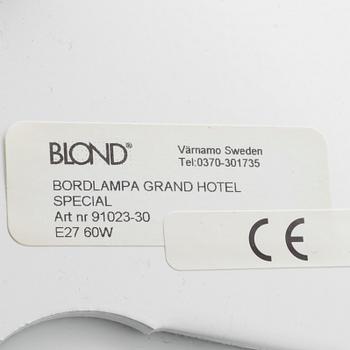 BLOND®
Värnamo Sweden
Tel:0370-301735
BORDLAMPA GRAND HOTEL
SPECIAL
Art nr 91023-30
E27 60W
CE